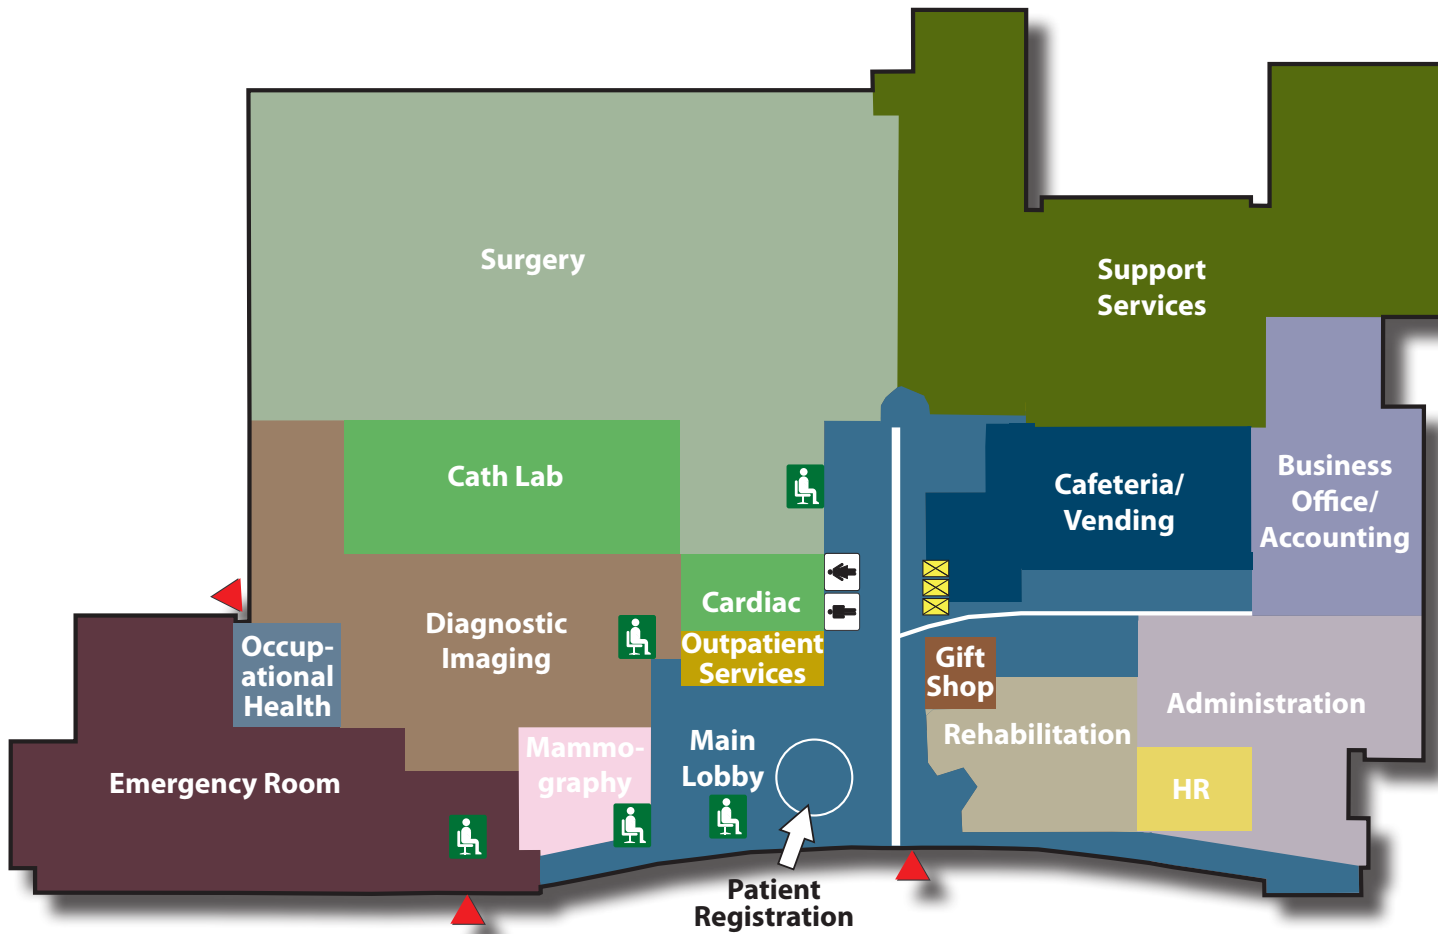 Surgery
Support
Services
Cath Lab
Cafeteria/
Vending
Business
Office/
Accounting
Cardiac
Outpatient
Services
Diagnostic
Imaging
Occup-
ational
Health
Gift
Shop
Administration
Rehabilitation
Mammo-
graphy
Main
Lobby
Emergency Room
HR
Patient
Registration